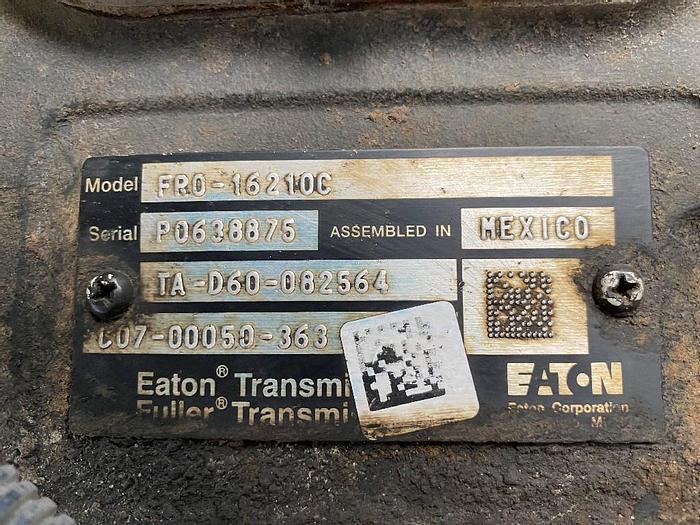 Model FRO-16210C
Serial P0638875 ASSEMBLED IN MEXICO
TA-D60-082564
C07-00050-363
Eaton® Transmi EATON
Fuller® Transmi Eaton Corporation